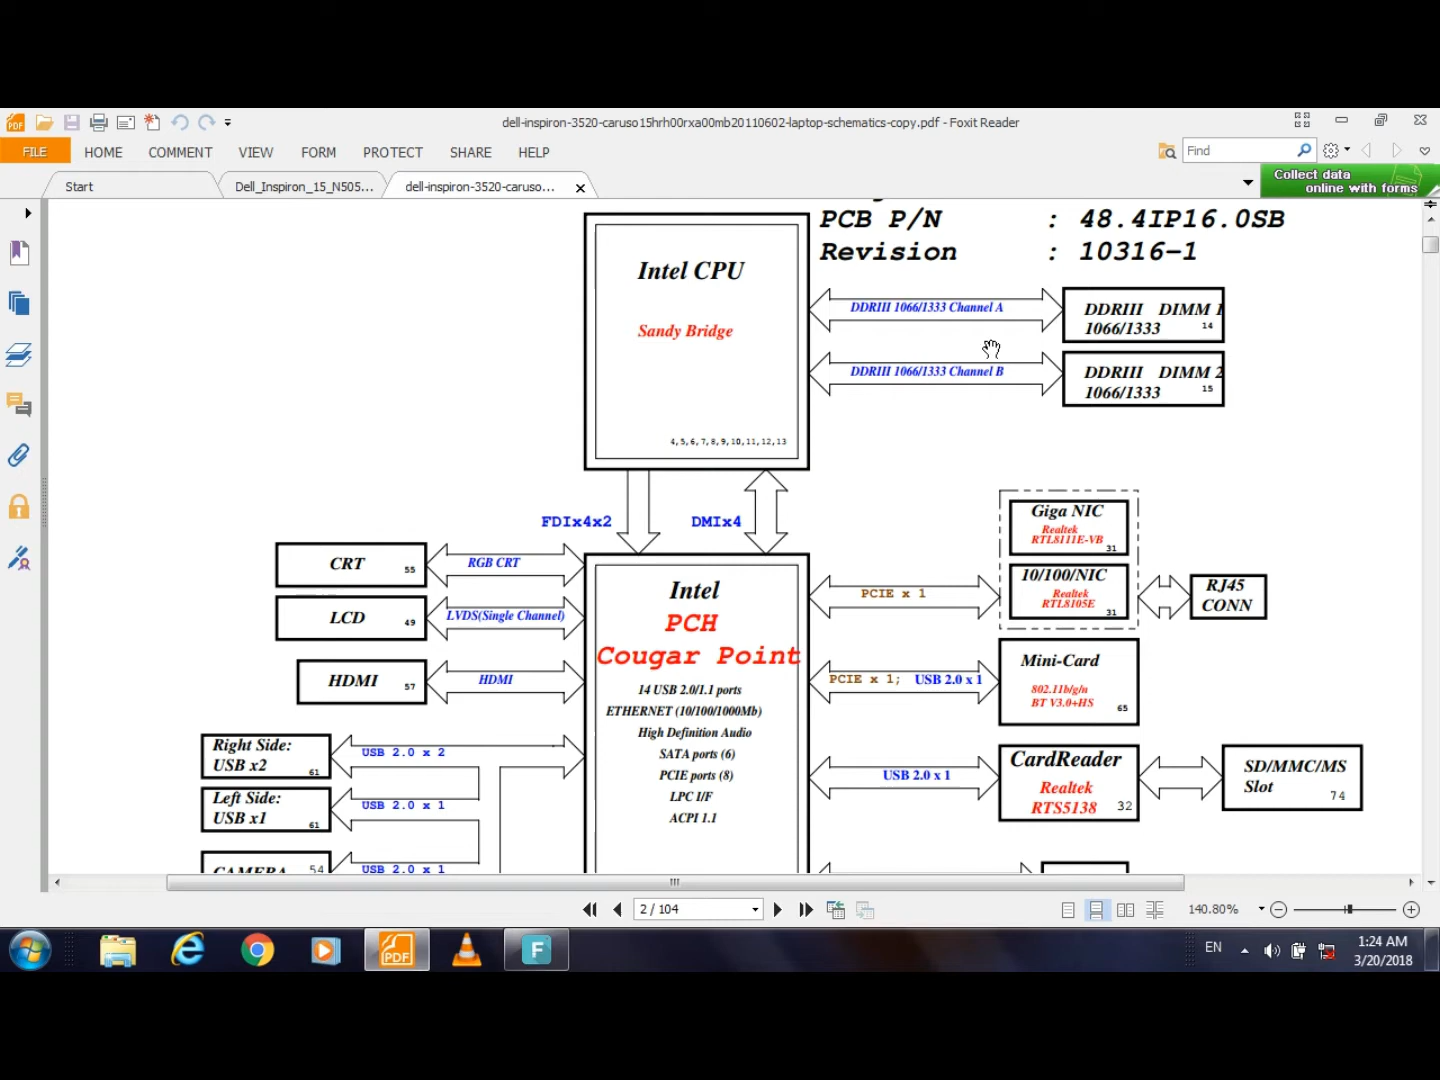 dell-inspiron-3520-caruso15hrh00rxa00mb20110602-laptop-schematics-copy.pdf - Foxit Reader
FILE HOME COMMENT VIEW FORM PROTECT SHARE HELP
Find
Start
Dell_Inspiron_15_N505...
dell-inspiron-3520-caruso...
Collect data
online with forms
PCB P/N : 48.4IP16.0SB
Revision : 10316-1
Intel CPU
Sandy Bridge
4,5,6,7,8,9,10,11,12,13
DDRIII 1066/1333 Channel A
DDRIII DIMM 1
1066/1333
14
DDRIII 1066/1333 Channel B
DDRIII DIMM 2
1066/1333
15
FDIx4x2
DMIx4
CRT
55
RGB CRT
LCD
49
LVDS(Single Channel)
HDMI
57
HDMI
Right Side:
USB x2
61
USB 2.0 x 2
Left Side:
USB x1
61
USB 2.0 x 1
CAMERA
54
USB 2.0 x 1
Intel
PCH
Cougar Point
14 USB 2.0/1.1 ports
ETHERNET (10/100/1000Mb)
High Definition Audio
SATA ports (6)
PCIE ports (8)
LPC I/F
ACPI 1.1
PCIE x 1
Giga NIC
Realtek
RTL8111E-VB
31
10/100/NIC
Realtek
RTL8105E
31
RJ45
CONN
PCIE x 1; USB 2.0 x 1
Mini-Card
802.11b/g/n
BT V3.0+HS
65
USB 2.0 x 1
CardReader
Realtek
RTS5138
32
SD/MMC/MS
Slot
74
2 / 104
140.80%
PDF
F
EN
1:24 AM
3/20/2018